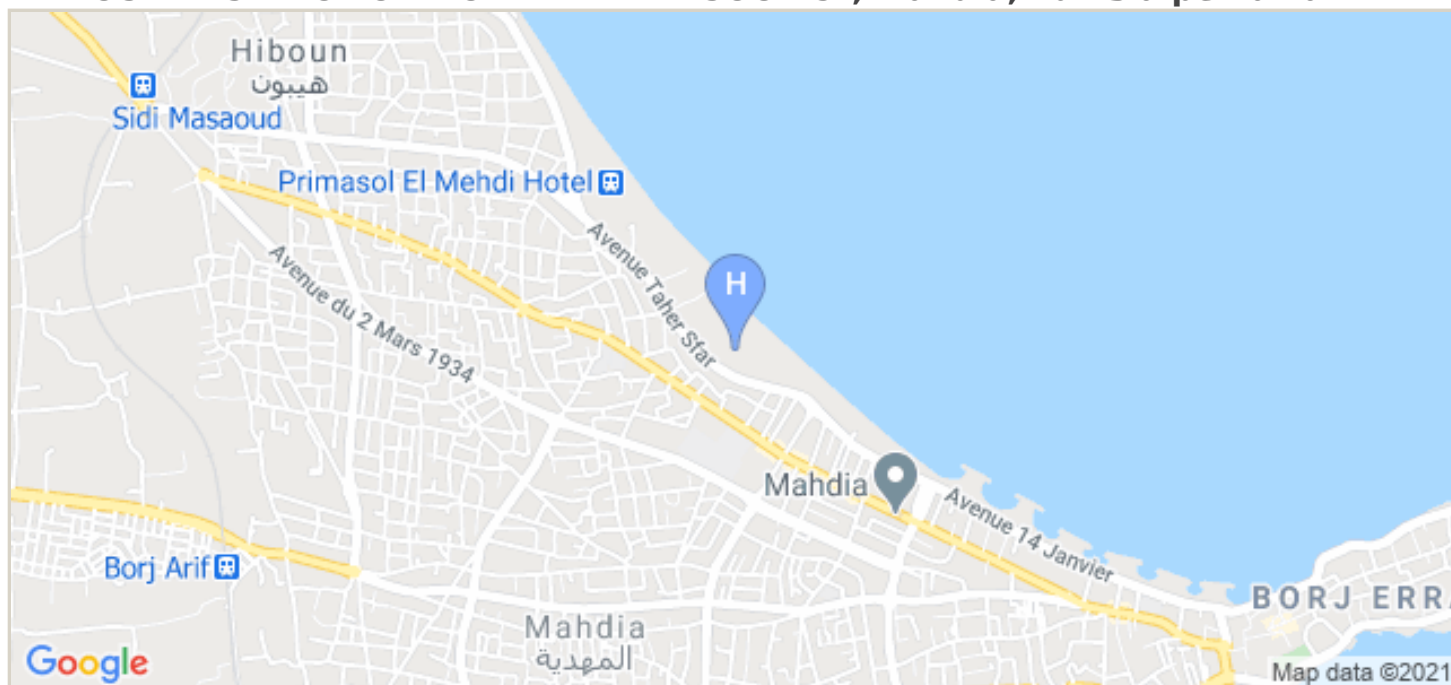 Hiboun
هيبون
Sidi Masaoud
Primasol El Mehdi Hotel
Avenue Taher Sfar
H
Avenue du 2 Mars 1934
Mahdia
Avenue 14 Janvier
Borj Arif
BORJ ERR
Mahdia
المهدية
Google
Map data ©2021